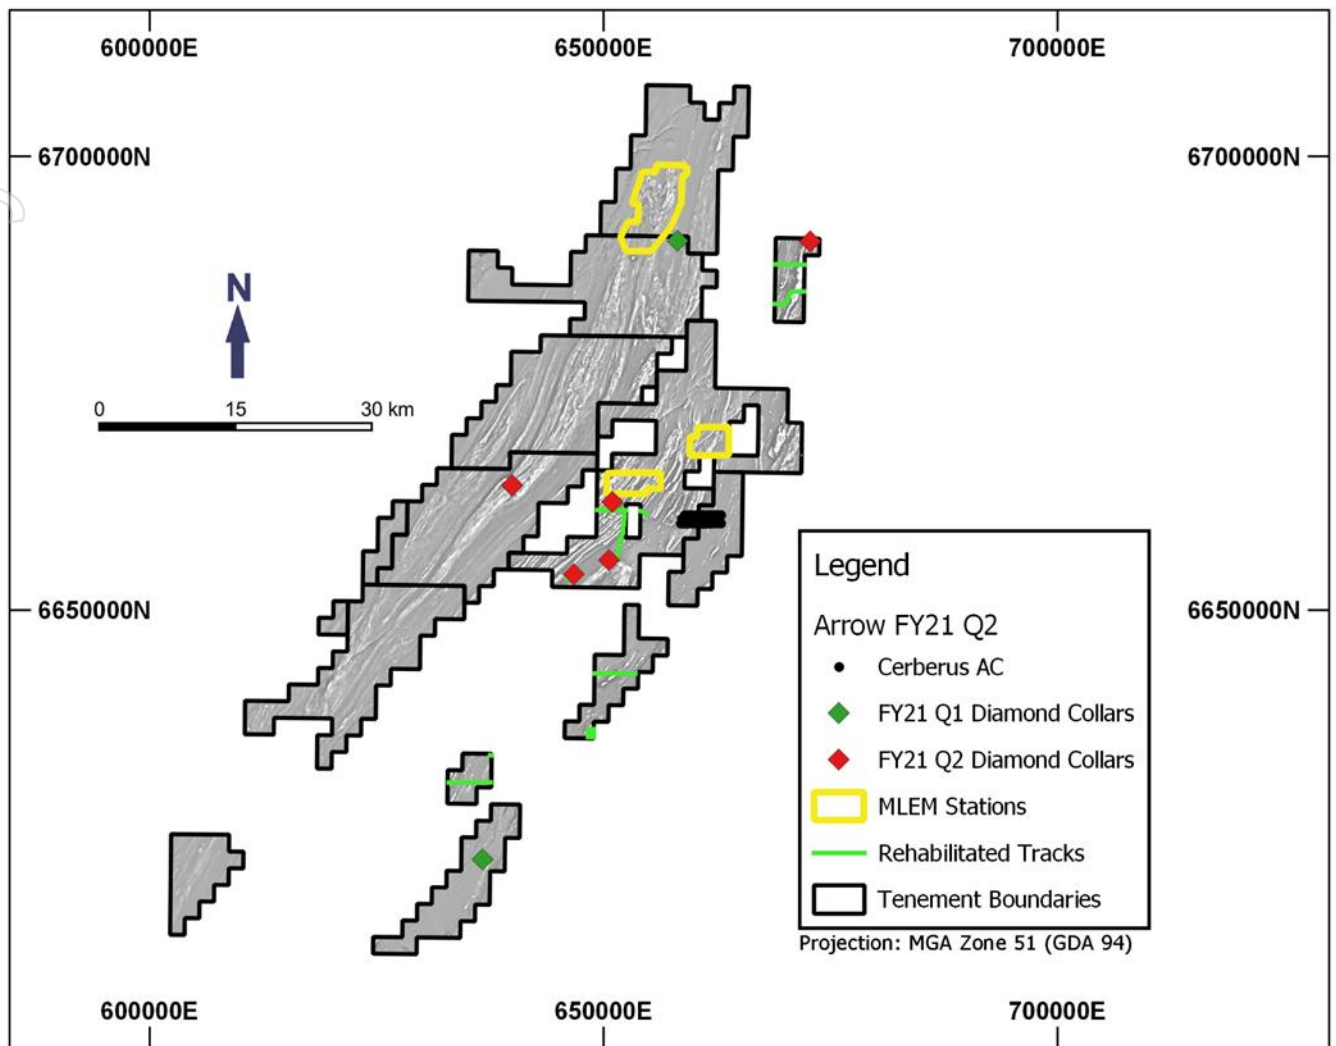 600000E 650000E 700000E
6700000N 6700000N
N
0 15 30 km
6650000N 6650000N
Legend
Arrow FY21 Q2
Cerberus AC
FY21 Q1 Diamond Collars
FY21 Q2 Diamond Collars
MLEM Stations
Rehabilitated Tracks
Tenement Boundaries
Projection: MGA Zone 51 (GDA 94)
600000E 650000E 700000E